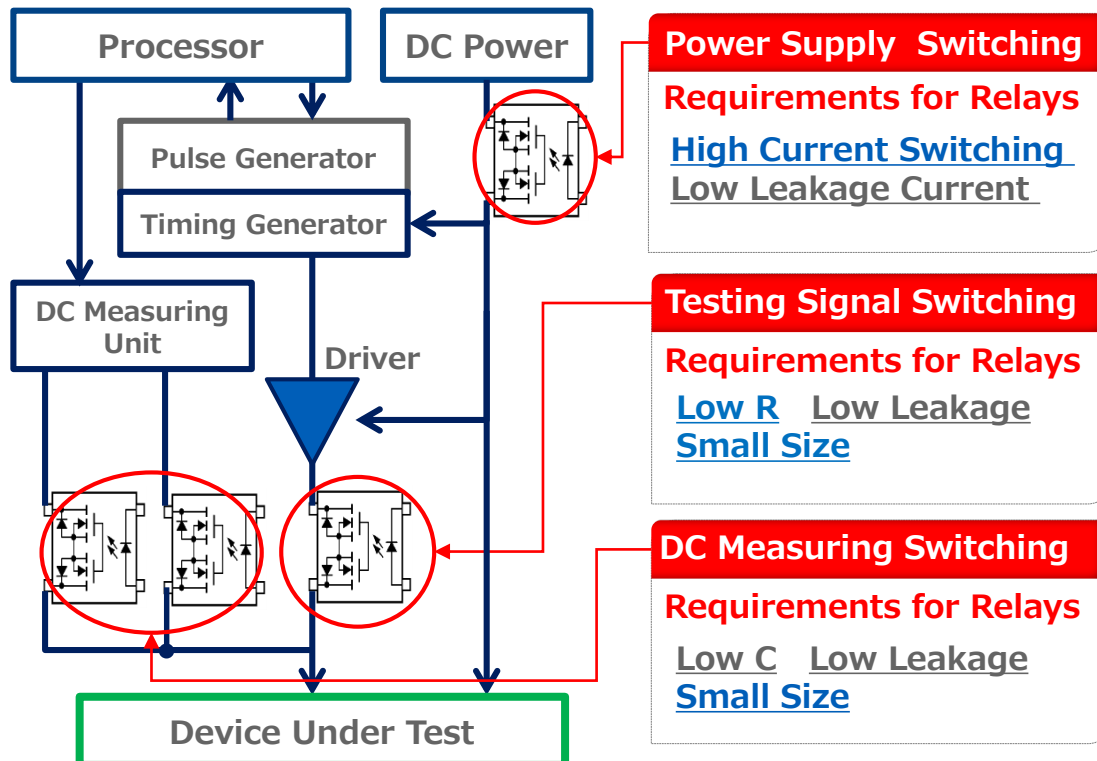 Processor
DC Power
Pulse Generator
Timing Generator
DC Measuring
Unit
Driver
Device Under Test
Power Supply  Switching
Requirements for Relays
High Current Switching
Low Leakage Current
Testing Signal Switching
Requirements for Relays
Low R   Low Leakage
Small Size
DC Measuring Switching
Requirements for Relays
Low C   Low Leakage
Small Size